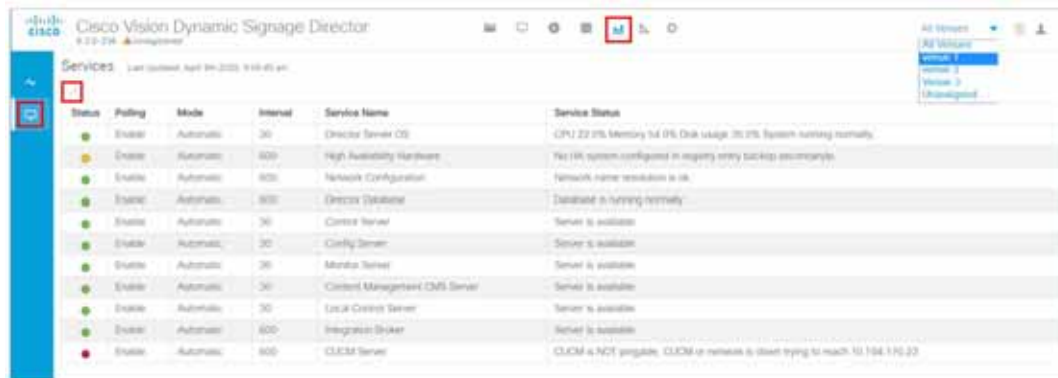 cisco Cisco Vision Dynamic Signage Director
All Venues
All Venues
Venue 1
Venue 2
Venue 3
Unassigned
Services
Status Polling Mode Interval Service Name Service Status
Enable Automatic 30 Director Server OS CPU 22.0% Memory 54.0% Disk usage 35.0% System running normally.
Enable Automatic 600 High Availability Hardware No HA system configured in registry entry backup.secondaryip.
Enable Automatic 600 Network Configuration Network name resolution is ok.
Enable Automatic 600 Director Database Database is running normally.
Enable Automatic 30 Control Server Server is available.
Enable Automatic 30 Config Server Server is available.
Enable Automatic 30 Monitor Server Server is available.
Enable Automatic 30 Content Management CMS Server Server is available.
Enable Automatic 30 Local Control Server Server is available.
Enable Automatic 600 Integration Broker Server is available.
Enable Automatic 600 CUCM Server CUCM is NOT pingable. CUCM or network is down trying to reach 10.194.170.23